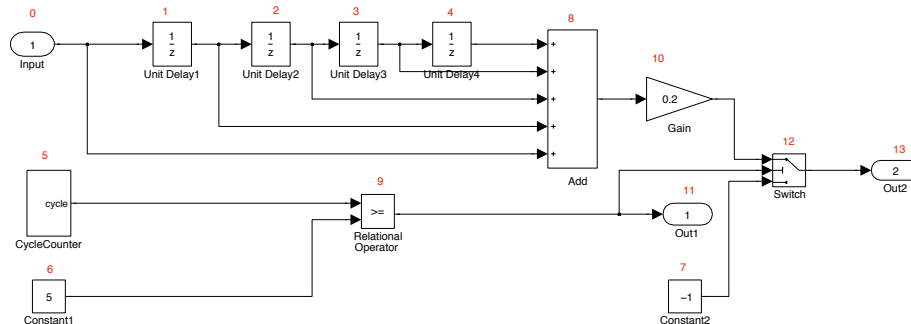 0
1
Input
1
1
z
Unit Delay1
2
1
z
Unit Delay2
3
1
z
Unit Delay3
4
1
z
Unit Delay4
8
+
+
+
+
+
Add
10
0.2
Gain
5
cycle
CycleCounter
9
>=
Relational
Operator
11
1
Out1
12
Switch
13
2
Out2
6
5
Constant1
7
−1
Constant2